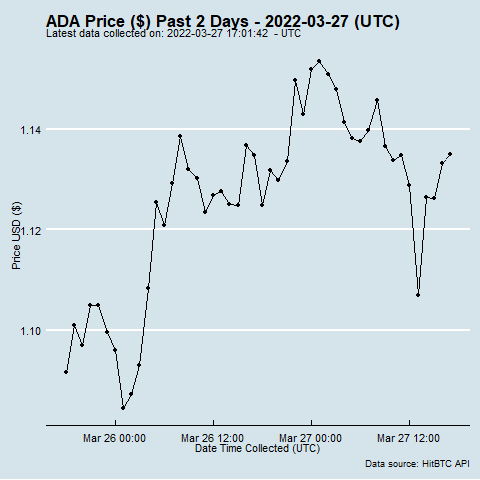 ADA Price ($) Past 2 Days - 2022-03-27 (UTC)
Latest data collected on: 2022-03-27 17:01:42 - UTC
1.14
1.12
1.10
Price USD ($)
Mar 26 00:00
Mar 26 12:00
Mar 27 00:00
Mar 27 12:00
Date Time Collected (UTC)
Data source: HitBTC API